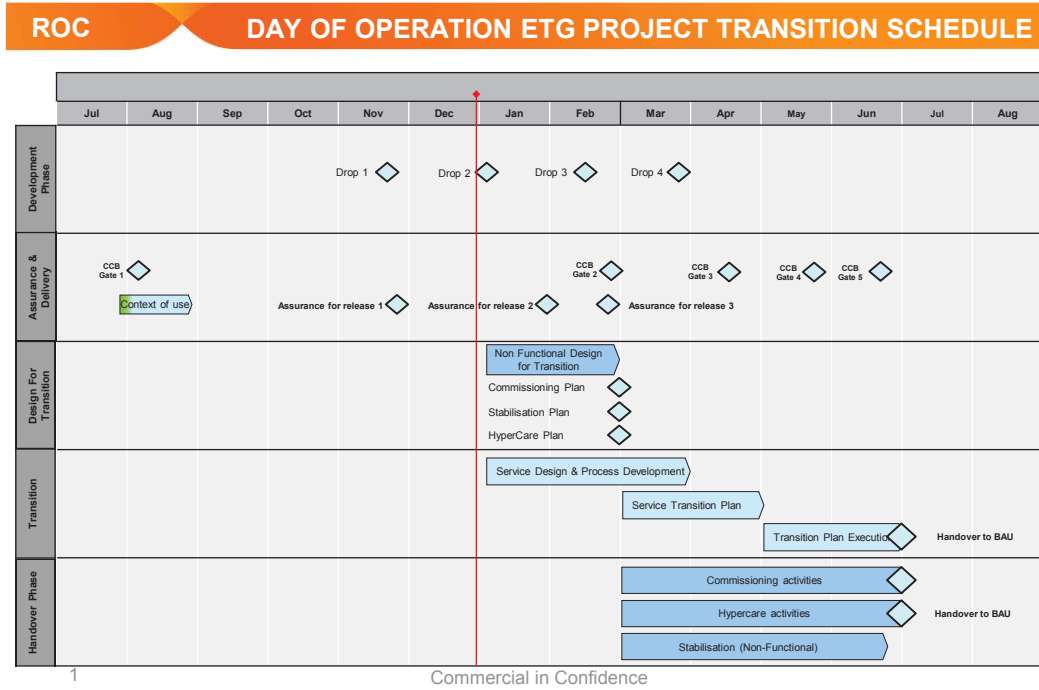 ROC
DAY OF OPERATION ETG PROJECT TRANSITION SCHEDULE
Jul Aug Sep Oct Nov Dec Jan Feb Mar Apr May Jun Jul Aug
Development
Phase
Drop 1
Drop 2
Drop 3
Drop 4
Assurance &
Delivery
CCB
Gate 1
CCB
Gate 2
CCB
Gate 3
CCB
Gate 4
CCB
Gate 5
Context of use
Assurance for release 1
Assurance for release 2
Assurance for release 3
Design For
Transition
Non Functional Design
for Transition
Commissioning Plan
Stabilisation Plan
HyperCare Plan
Transition
Service Design & Process Development
Service Transition Plan
Transition Plan Execution
Handover to BAU
Handover Phase
Commissioning activities
Hypercare activities
Handover to BAU
Stabilisation (Non-Functional)
1
Commercial in Confidence